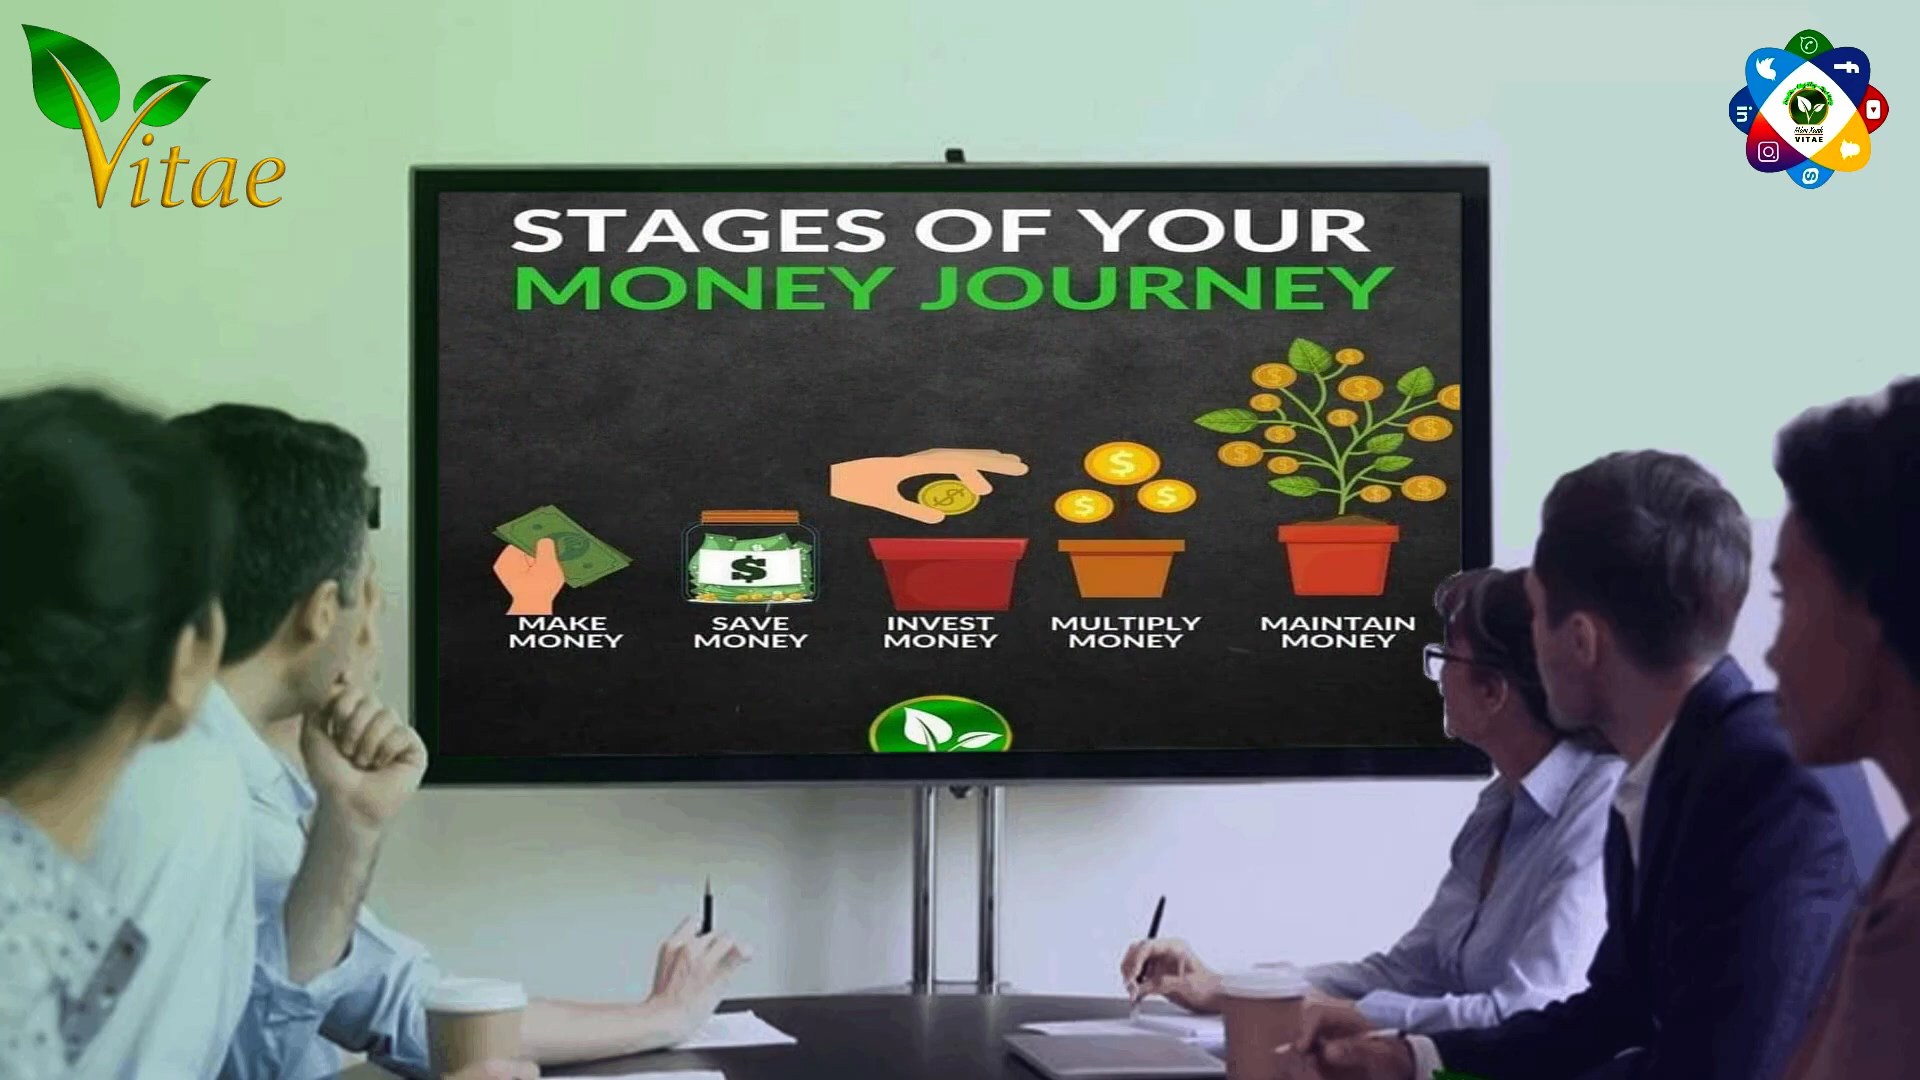 Vitae
STAGES OF YOUR
MONEY JOURNEY
MAKE
MONEY
SAVE
MONEY
INVEST
MONEY
MULTIPLY
MONEY
MAINTAIN
MONEY
VITAE